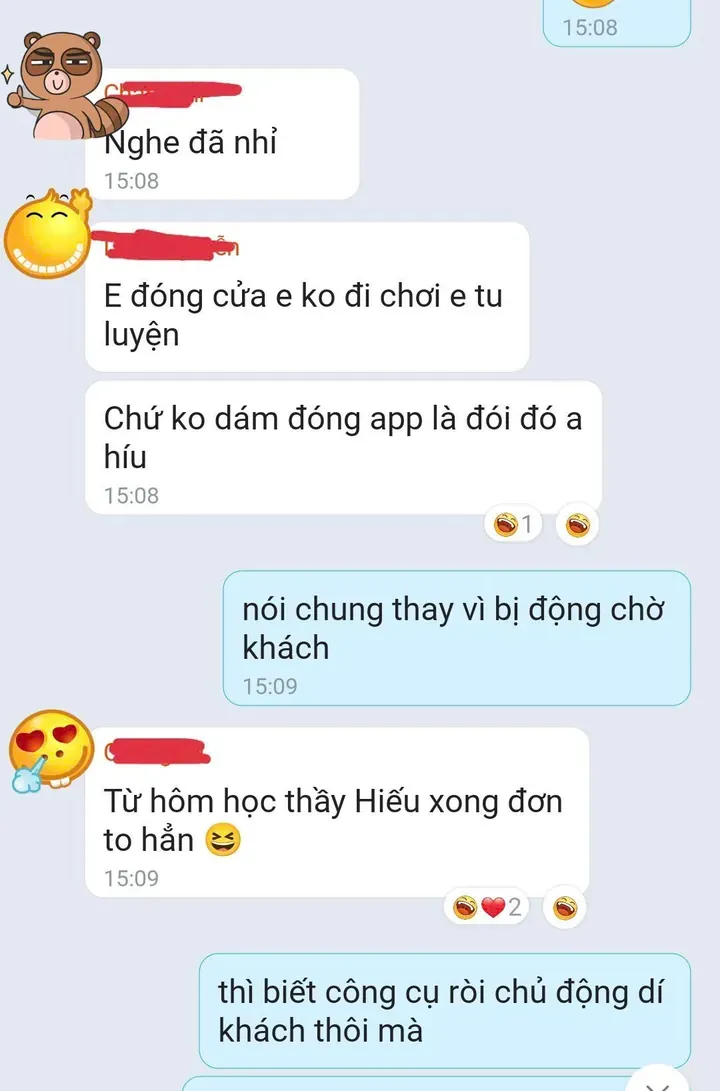 15:08
Nghe đã nhỉ
15:08
E đóng cửa e ko đi chơi e tu
luyện
Chứ ko dám đóng app là đói đó a
híu
15:08
1
nói chung thay vì bị động chờ
khách
15:09
Từ hôm học thầy Hiếu xong đơn
to hẳn 😆
15:09
2
thì biết công cụ ròi chủ động dí
khách thôi mà